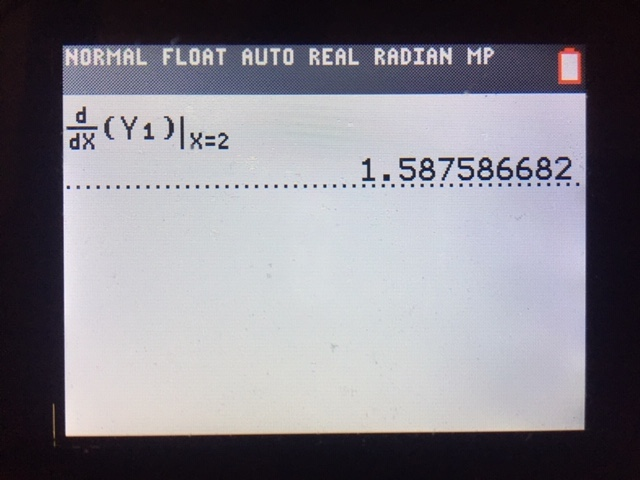 NORMAL FLOAT AUTO REAL RADIAN MP
d/dX(Y1)|X=2
1.587586682